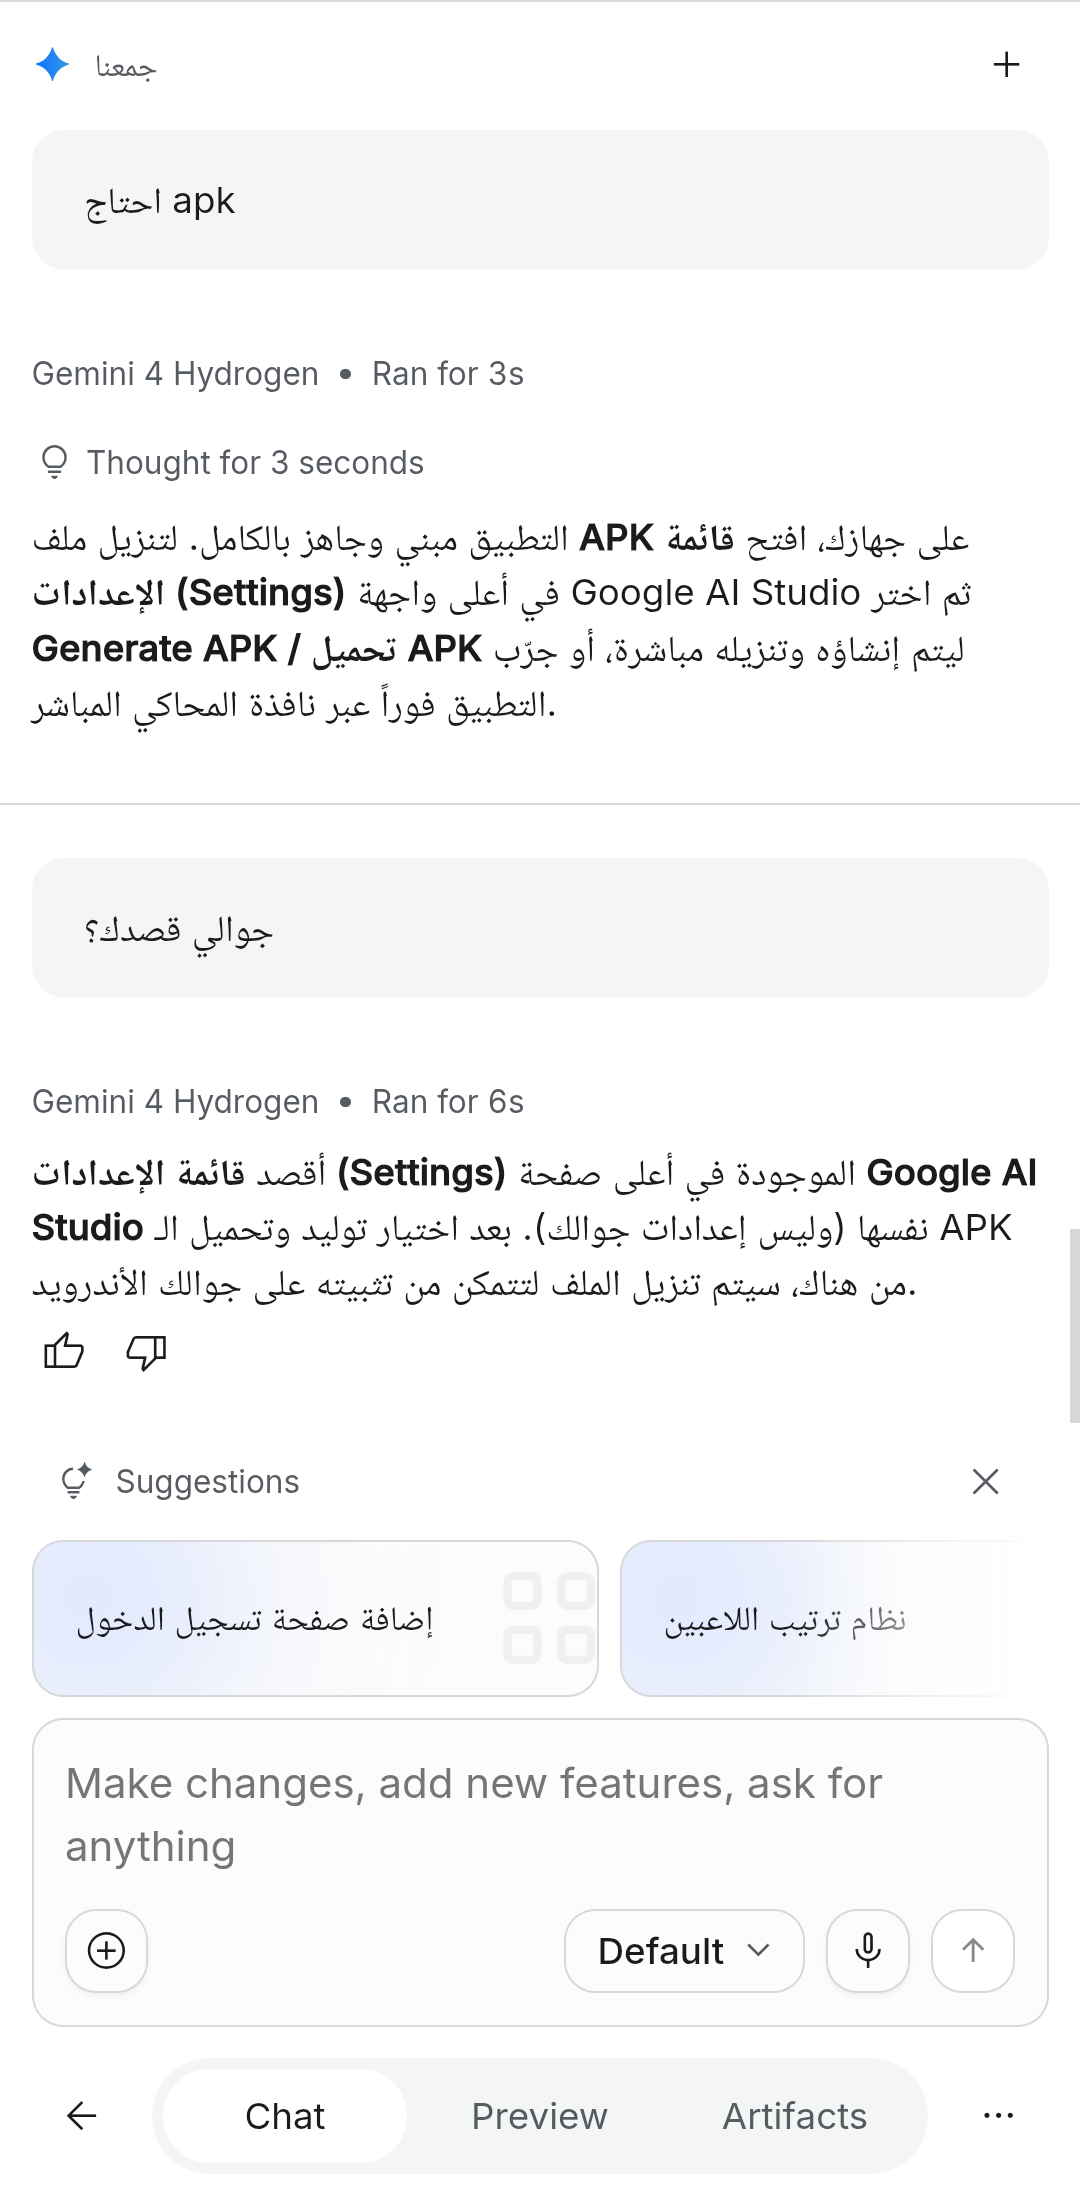 جمعنا
احتاج apk
Gemini 4 Hydrogen • Ran for 3s
Thought for 3 seconds
التطبيق مبني وجاهز بالكامل. لتنزيل ملف APK على جهازك، افتح قائمة
الإعدادات (Settings) في أعلى واجهة Google AI Studio ثم اختر
Generate APK / تحميل APK ليتم إنشاؤه وتنزيله مباشرة، أو جرّب
التطبيق فوراً عبر نافذة المحاكي المباشر.
جوالي قصدك؟
Gemini 4 Hydrogen • Ran for 6s
أقصد قائمة الإعدادات (Settings) الموجودة في أعلى صفحة Google AI
Studio نفسها (وليس إعدادات جوالك). بعد اختيار توليد وتحميل الـ APK
من هناك، سيتم تنزيل الملف لتتمكن من تثبيته على جوالك الأندرويد.
Suggestions
إضافة صفحة تسجيل الدخول
نظام ترتيب اللاعبين
Make changes, add new features, ask for
anything
Default
Chat
Preview
Artifacts